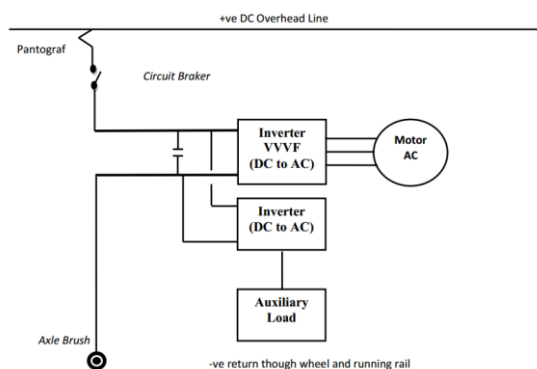 +ve DC Overhead Line
Pantograf
Circuit Braker
Inverter
VVVF
(DC to AC)
Motor
AC
Inverter
(DC to AC)
Auxiliary
Load
Axle Brush
-ve return though wheel and running rail